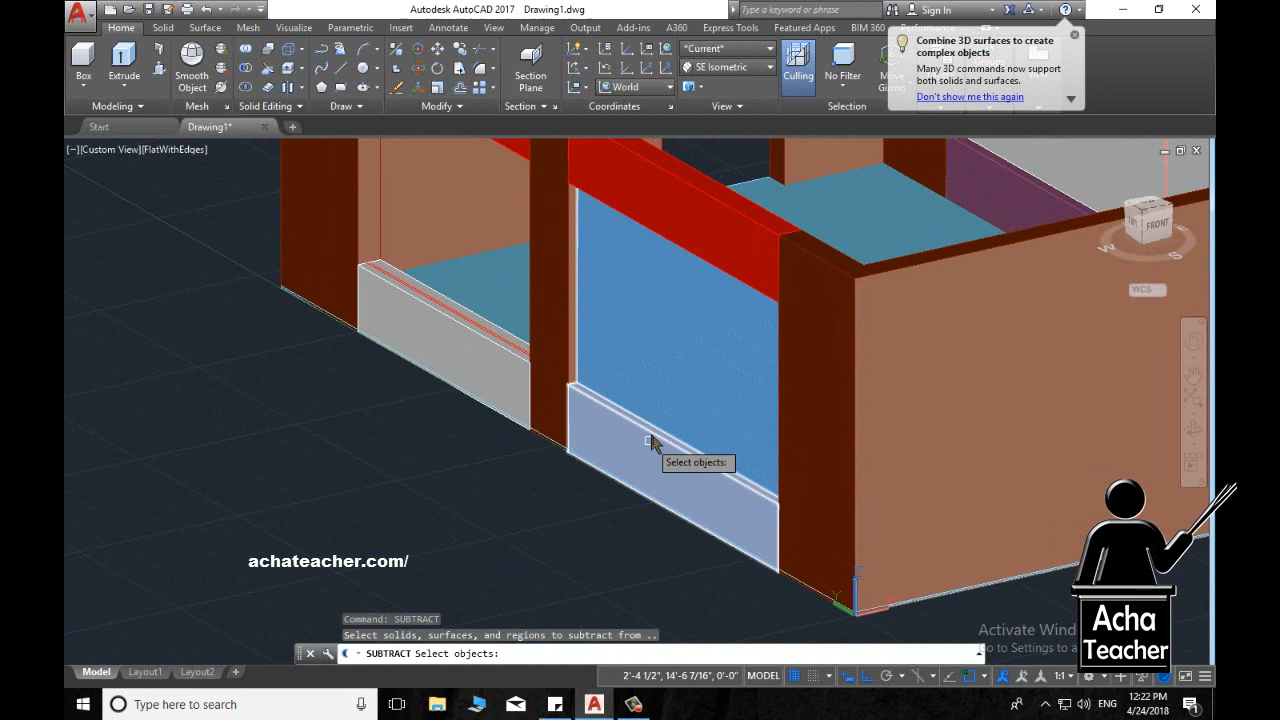 Autodesk AutoCAD 2017 Drawing1.dwg
Type a keyword or phrase
Sign In
Home Solid Surface Mesh Visualize Parametric Insert Annotate View Manage Output Add-ins A360 Express Tools Featured Apps BIM 360 Performance
Box
Extrude
Smooth Object
Section Plane
*Current*
SE Isometric
World
Culling
No Filter
Move Gizmo
Groups
Modeling
Mesh
Solid Editing
Draw
Modify
Section
Coordinates
View
Selection
Combine 3D surfaces to create
complex objects
Many 3D commands now support
both solids and surfaces.
Don't show me this again
Start
Drawing1*
[−][Custom View][FlatWithEdges]
FRONT
W
S
WCS
Select objects:
achateacher.com/
Y
Command: SUBTRACT
Select solids, surfaces, and regions to subtract from ..
SUBTRACT Select objects:
Activate Wind
Go to Settings to a
Acha
Teacher
Model Layout1 Layout2
2'-4 1/2", 14'-6 7/16", 0'-0" MODEL
1:1
Type here to search
ENG
12:22 PM
4/24/2018